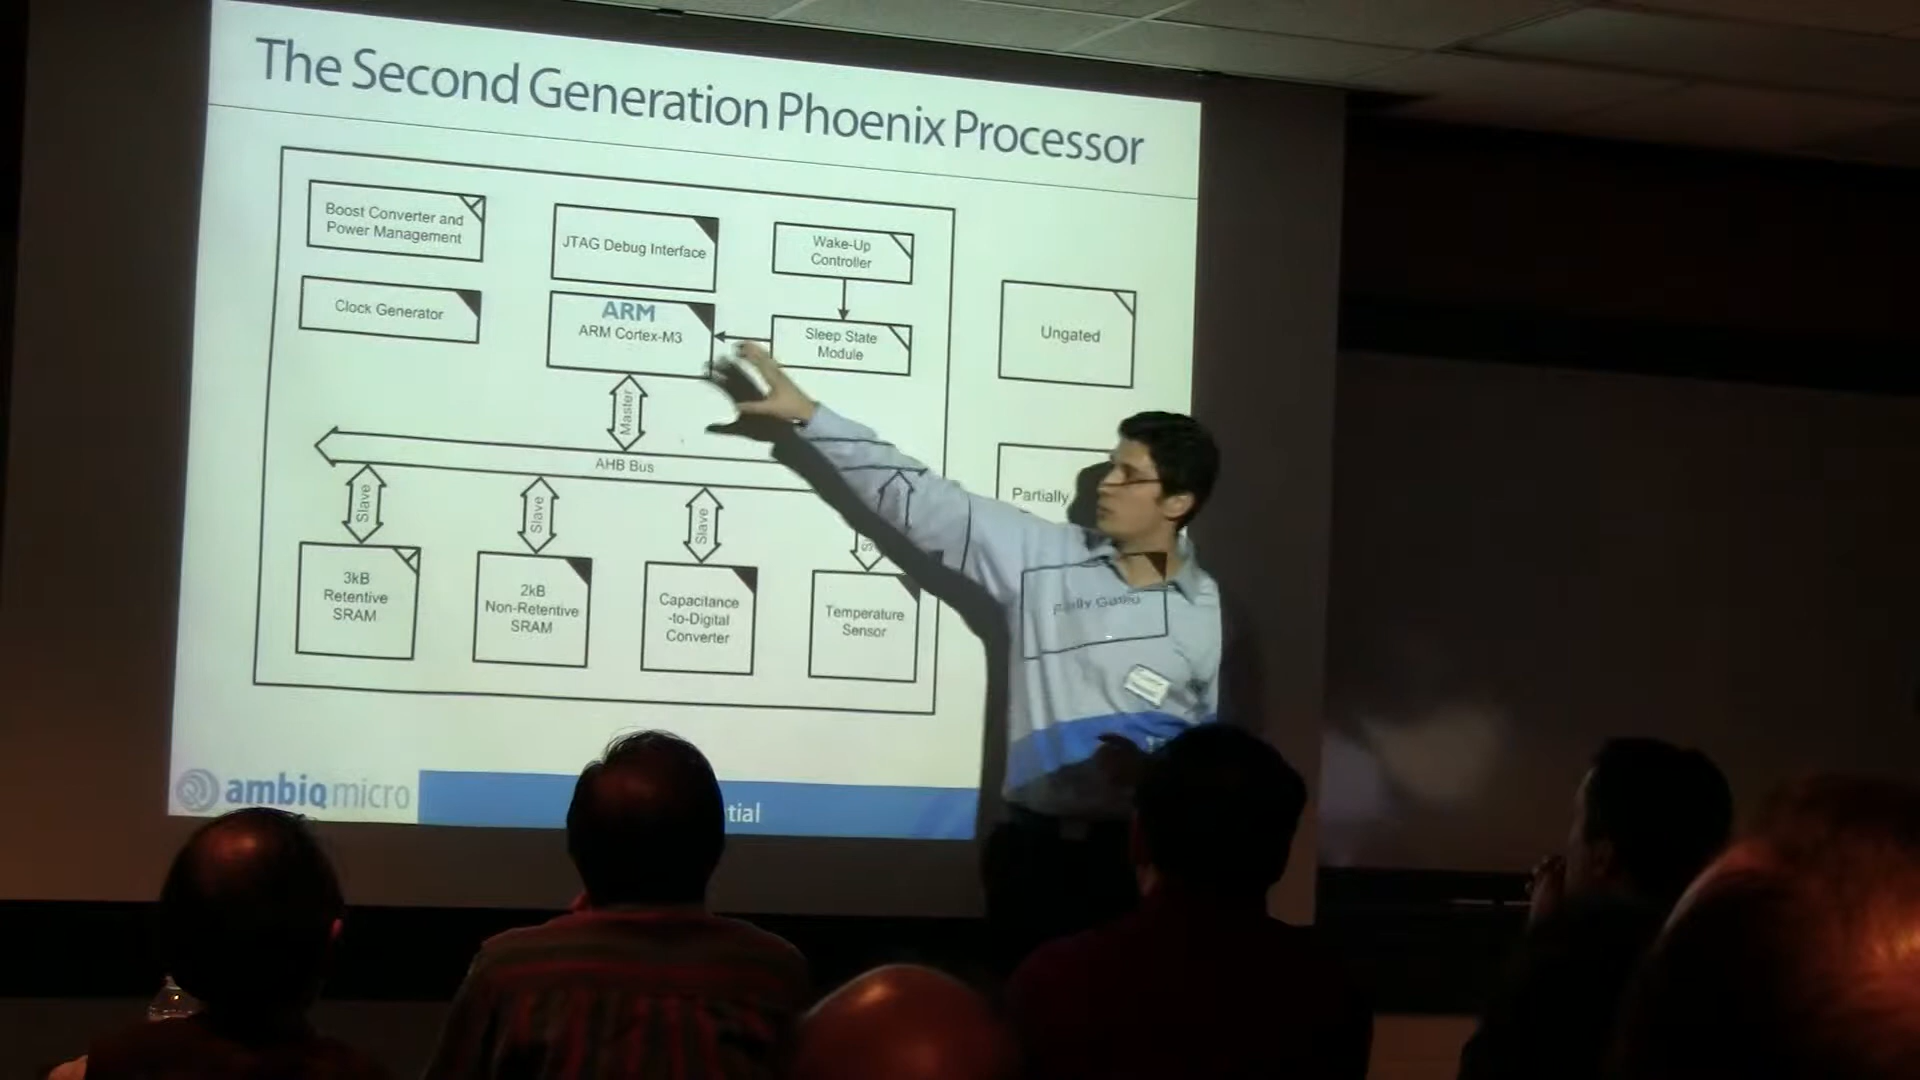 The Second Generation Phoenix Processor
Boost Converter and
Power Management
JTAG Debug Interface
Wake-Up
Controller
Clock Generator
ARM
ARM Cortex-M3
Sleep State
Module
Ungated
Master
AHB Bus
Partially
Slave
Slave
Slave
3kB
Retentive
SRAM
2kB
Non-Retentive
SRAM
Capacitance
-to-Digital
Converter
Temperature
Sensor
Fully Gated
ambiq micro
tial